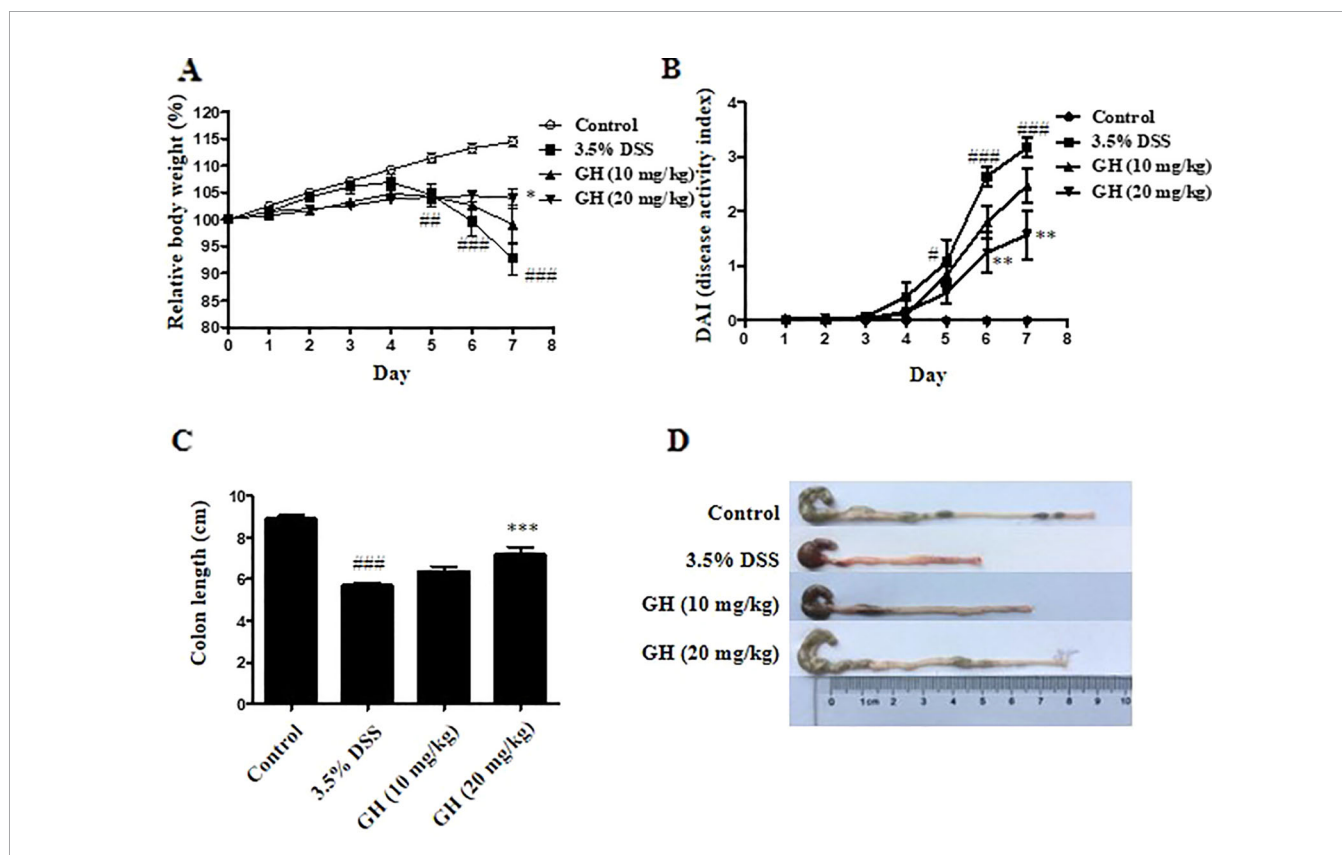 A
Relative body weight (%)
120
115
110
105
100
95
90
85
80
0 1 2 3 4 5 6 7 8
Day
Control
3.5% DSS
GH (10 mg/kg)
GH (20 mg/kg)
*
##
###
###
B
DAI (disease activity index)
4
3
2
1
0
1 2 3 4 5 6 7 8
Day
Control
3.5% DSS
GH (10 mg/kg)
GH (20 mg/kg)
#
###
###
**
**
C
Colon length (cm)
10
8
6
4
2
0
###
***
Control
3.5% DSS
GH (10 mg/kg)
GH (20 mg/kg)
D
Control
3.5% DSS
GH (10 mg/kg)
GH (20 mg/kg)
0 1cm 2 3 4 5 6 7 8 9 10